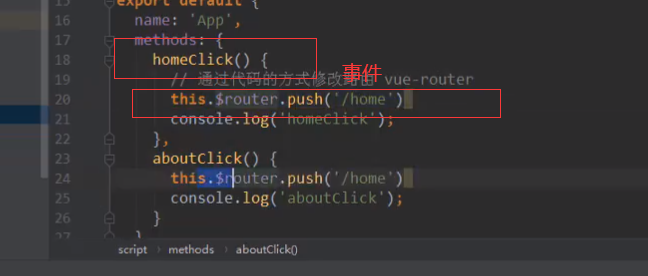 15 export default {
16 name: 'App',
17 methods: {
18 homeClick() {
事件
19 // 通过代码的方式修改路由 vue-router
20 this.$router.push('/home')
21 console.log('homeClick');
22 },
23 aboutClick() {
24 this.$router.push('/home')
25 console.log('aboutClick');
26 }
27 }
script › methods › aboutClick()